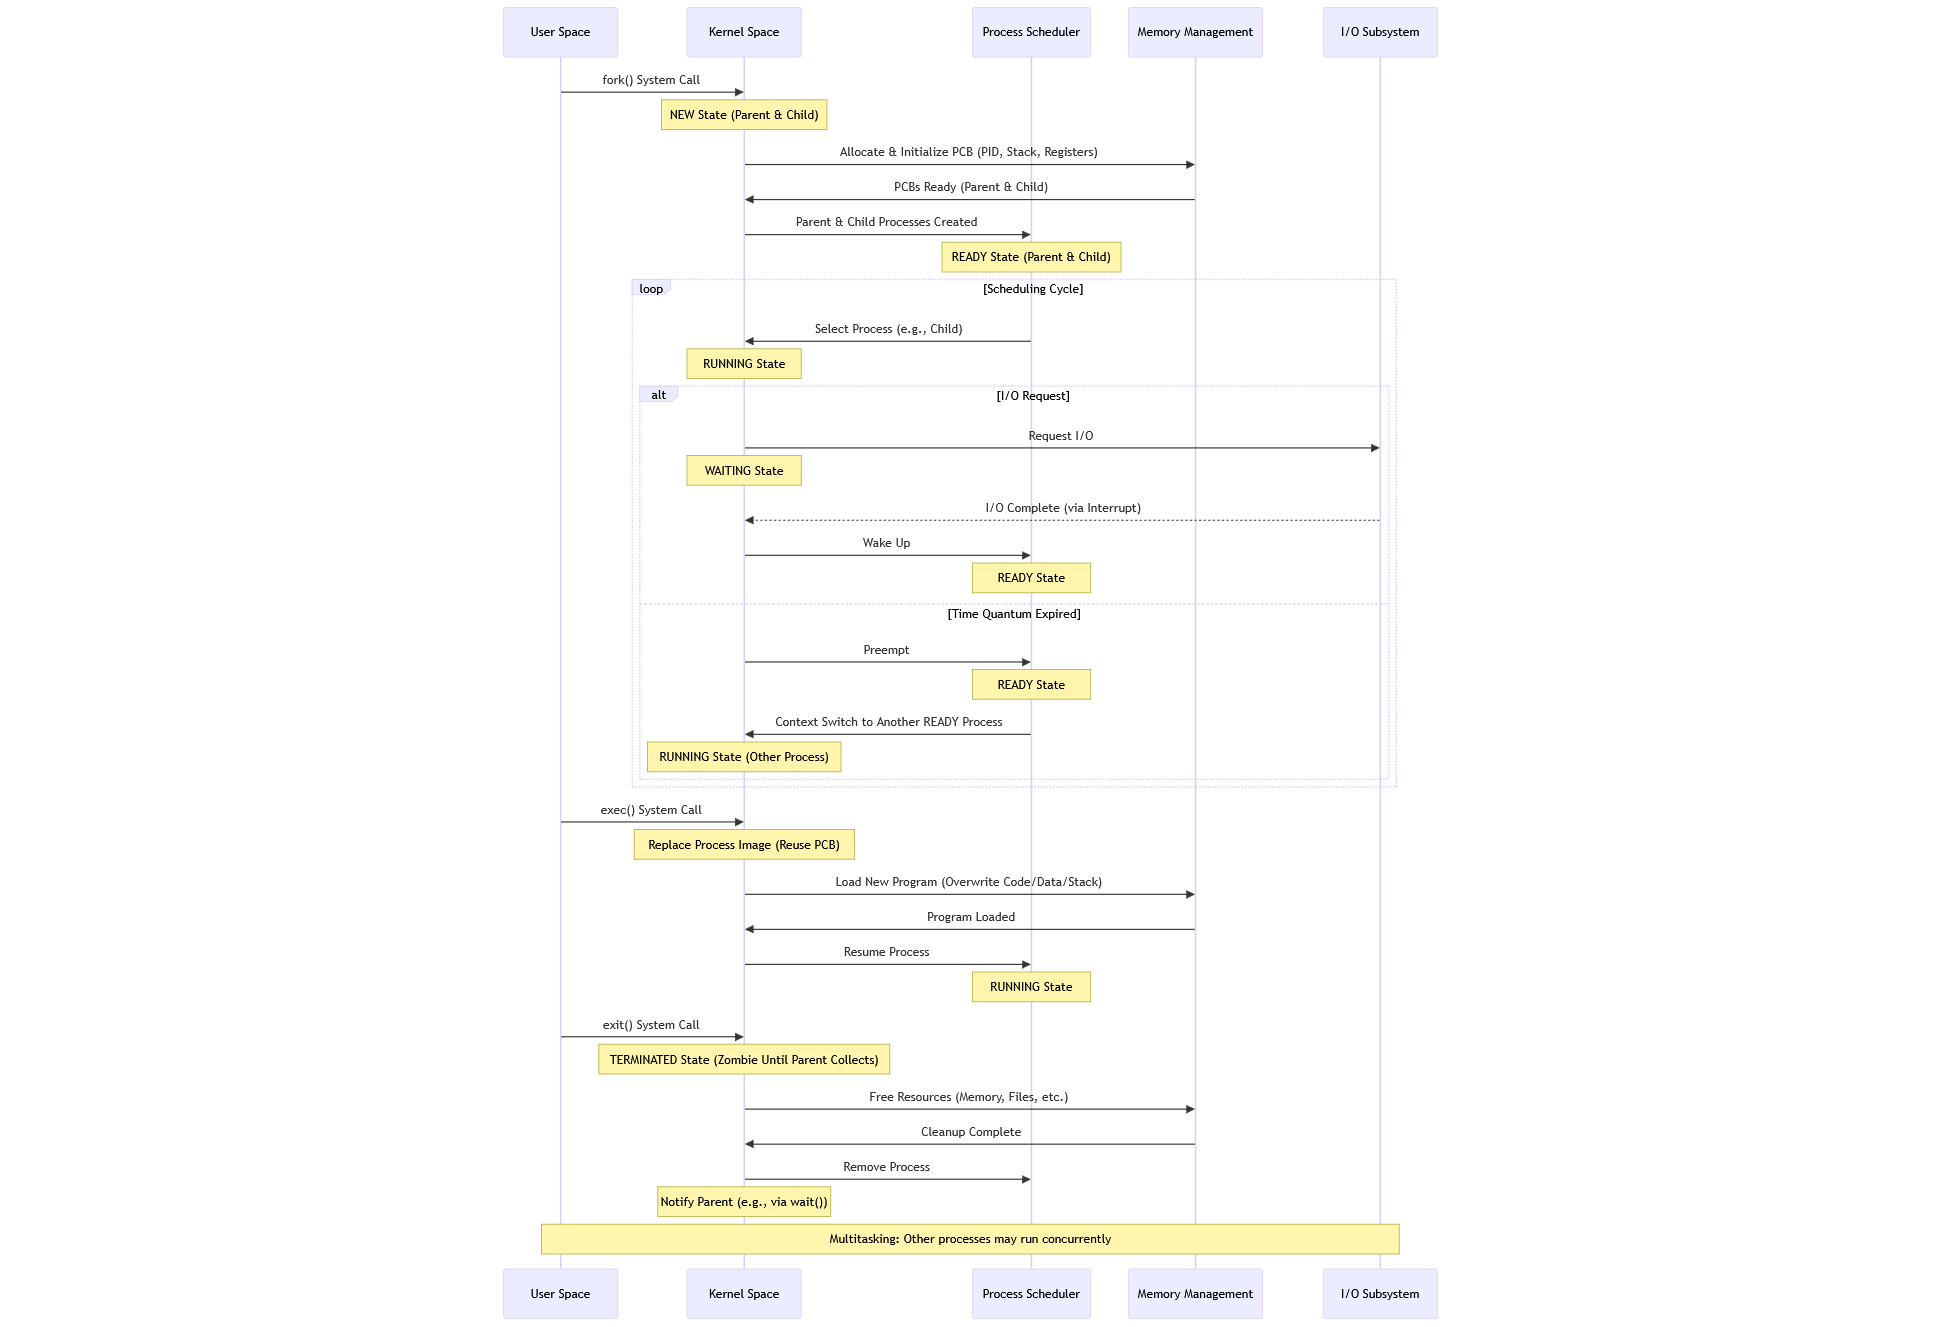 User Space
Kernel Space
Process Scheduler
Memory Management
I/O Subsystem
fork() System Call
NEW State (Parent & Child)
Allocate & Initialize PCB (PID, Stack, Registers)
PCBs Ready (Parent & Child)
Parent & Child Processes Created
READY State (Parent & Child)
loop
[Scheduling Cycle]
Select Process (e.g., Child)
RUNNING State
alt
[I/O Request]
Request I/O
WAITING State
I/O Complete (via Interrupt)
Wake Up
READY State
[Time Quantum Expired]
Preempt
READY State
Context Switch to Another READY Process
RUNNING State (Other Process)
exec() System Call
Replace Process Image (Reuse PCB)
Load New Program (Overwrite Code/Data/Stack)
Program Loaded
Resume Process
RUNNING State
exit() System Call
TERMINATED State (Zombie Until Parent Collects)
Free Resources (Memory, Files, etc.)
Cleanup Complete
Remove Process
Notify Parent (e.g., via wait())
Multitasking: Other processes may run concurrently
User Space
Kernel Space
Process Scheduler
Memory Management
I/O Subsystem